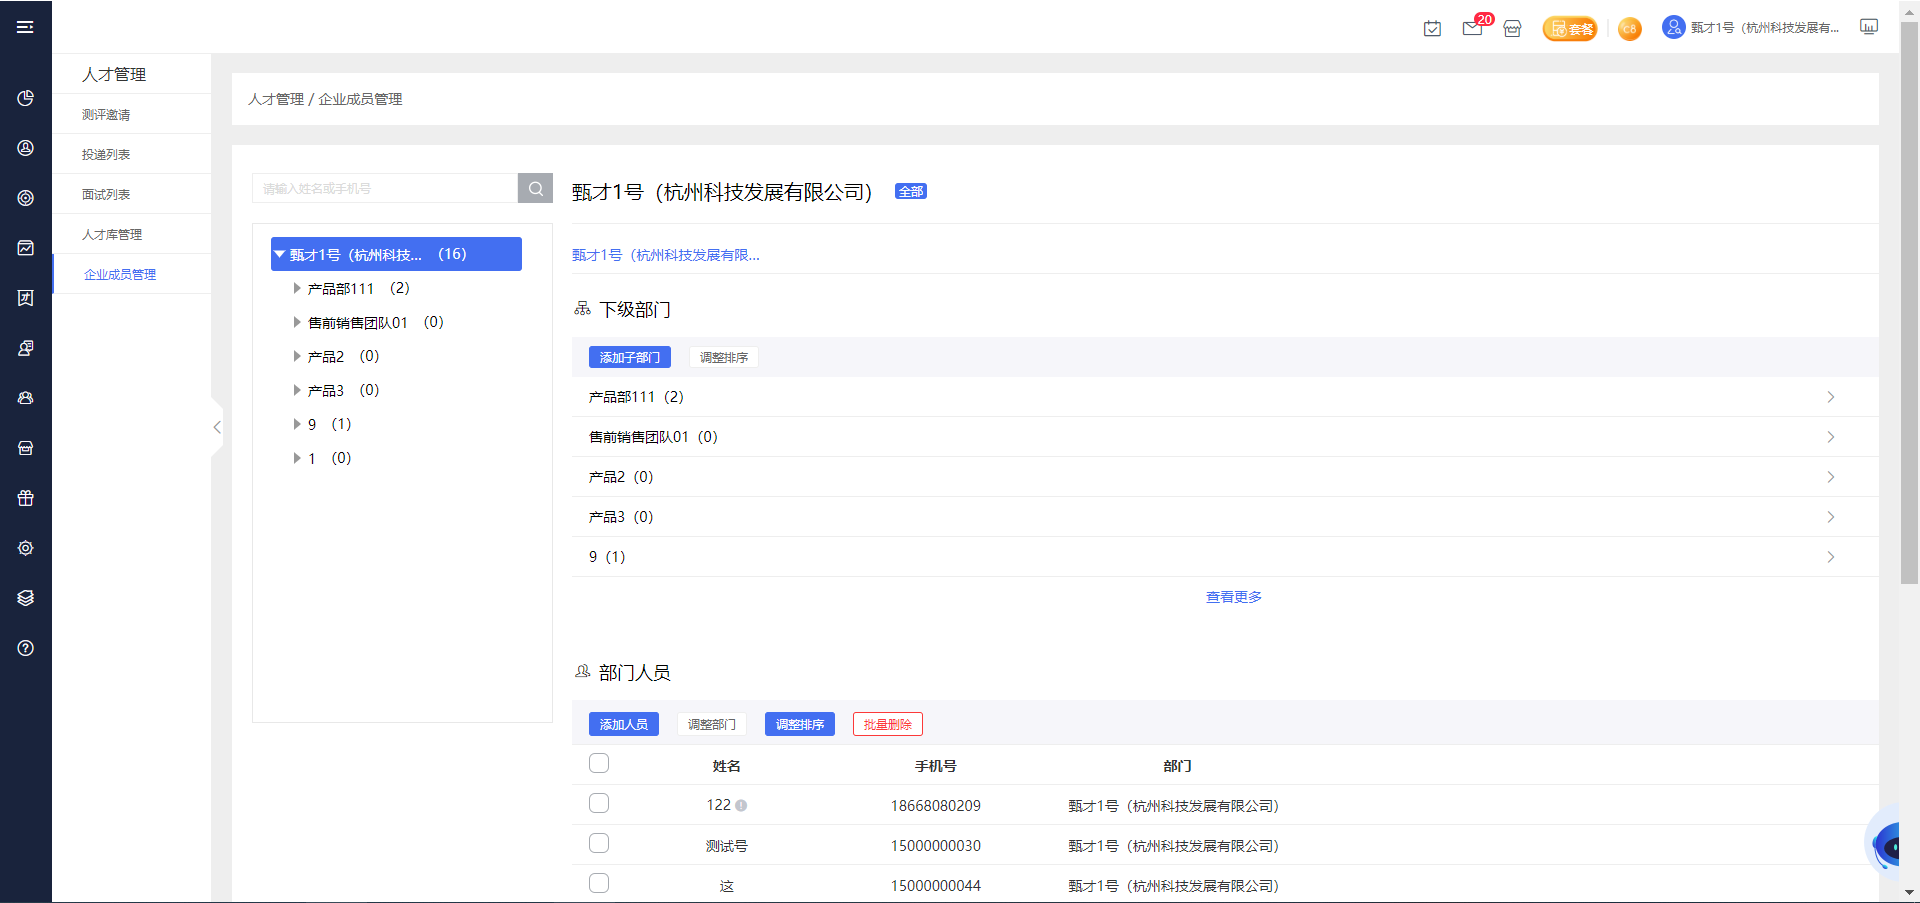 20
套餐
C8
甄才1号（杭州科技发展有...
人才管理
测评邀请
投递列表
面试列表
人才库管理
企业成员管理
人才管理 / 企业成员管理
请输入姓名或手机号
甄才1号（杭州科技... （16）
产品部111 （2）
售前销售团队01 （0）
产品2 （0）
产品3 （0）
9 （1）
1 （0）
甄才1号（杭州科技发展有限公司） 全部
甄才1号（杭州科技发展有限...
下级部门
添加子部门 调整排序
产品部111（2）
售前销售团队01（0）
产品2（0）
产品3（0）
9（1）
查看更多
部门人员
添加人员 调整部门 调整排序 批量删除
姓名 手机号 部门
122 18668080209 甄才1号（杭州科技发展有限公司）
测试号 15000000030 甄才1号（杭州科技发展有限公司）
这 15000000044 甄才1号（杭州科技发展有限公司）